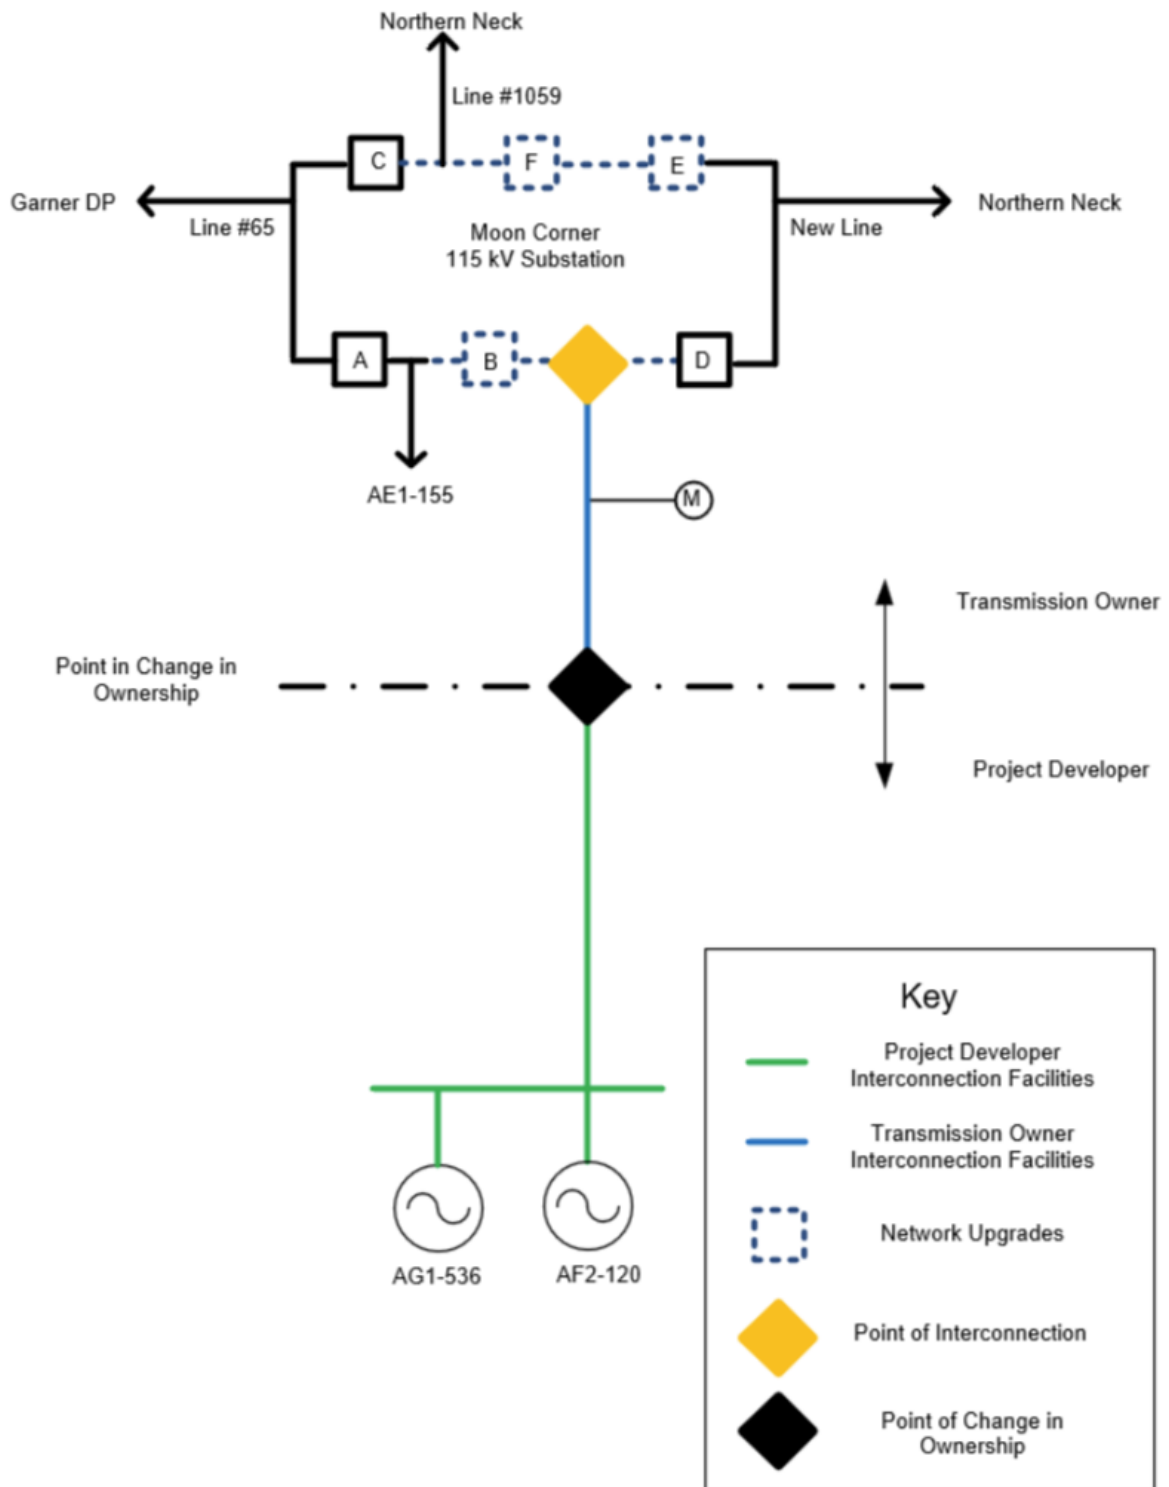 Northern Neck
Line #1059
C
F
E
Garner DP
Line #65
Moon Corner
115 kV Substation
New Line
Northern Neck
A
B
D
AE1-155
M
Transmission Owner
Point in Change in
Ownership
Project Developer
Key
Project Developer
Interconnection Facilities
Transmission Owner
Interconnection Facilities
Network Upgrades
Point of Interconnection
Point of Change in
Ownership
AG1-536
AF2-120